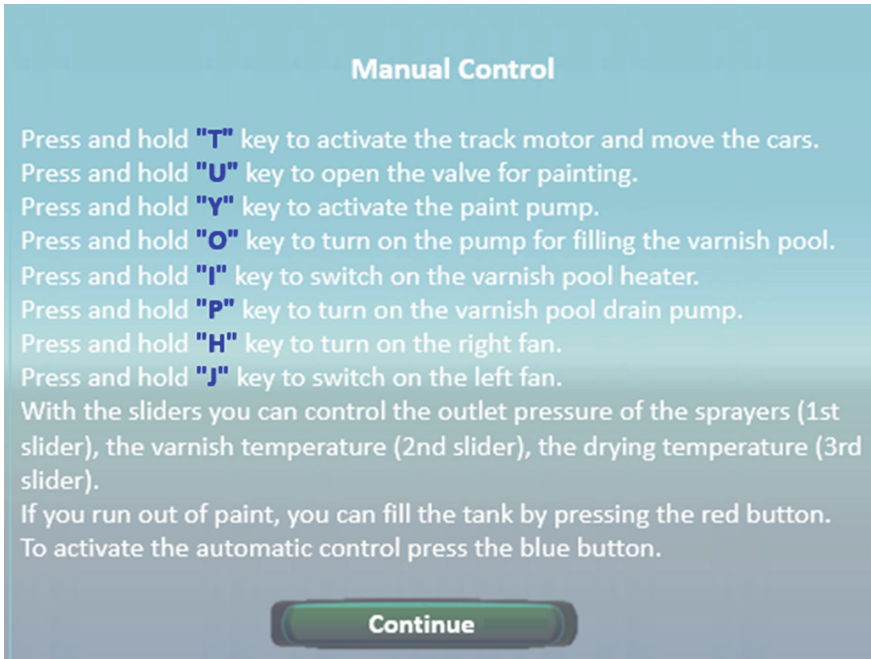 Manual Control
Press and hold "T" key to activate the track motor and move the cars.
Press and hold "U" key to open the valve for painting.
Press and hold "Y" key to activate the paint pump.
Press and hold "O" key to turn on the pump for filling the varnish pool.
Press and hold "I" key to switch on the varnish pool heater.
Press and hold "P" key to turn on the varnish pool drain pump.
Press and hold "H" key to turn on the right fan.
Press and hold "J" key to switch on the left fan.
With the sliders you can control the outlet pressure of the sprayers (1st
slider), the varnish temperature (2nd slider), the drying temperature (3rd
slider).
If you run out of paint, you can fill the tank by pressing the red button.
To activate the automatic control press the blue button.
Continue